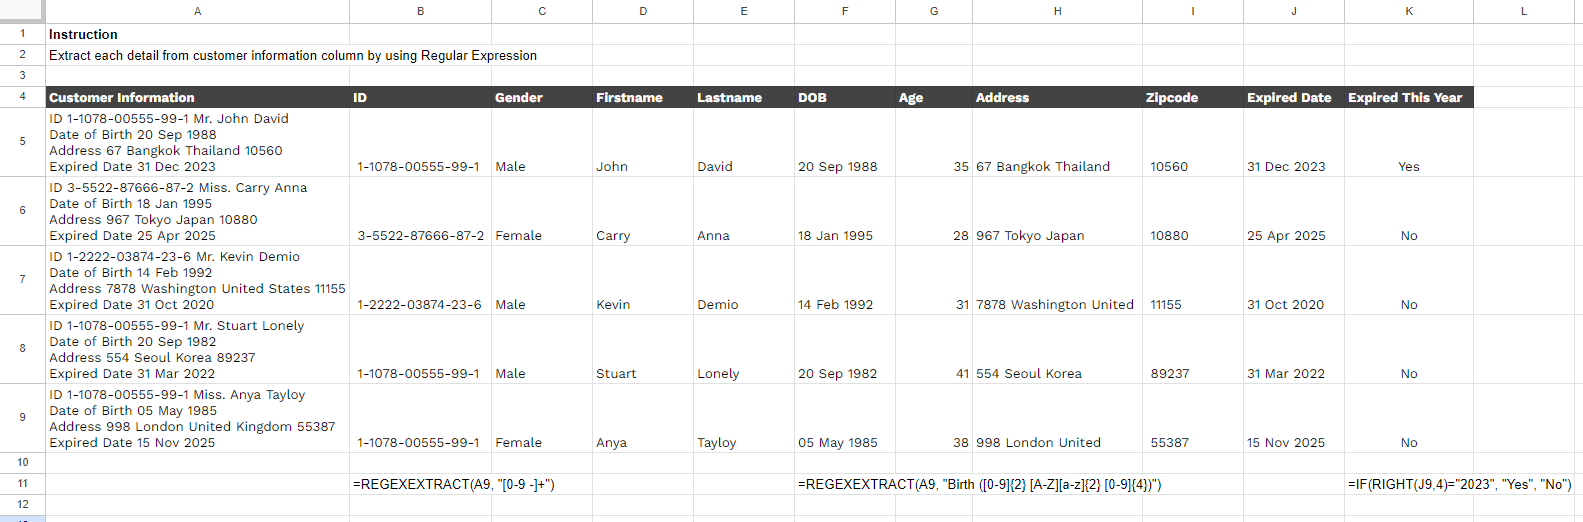 A B C D E F G H I J K L
1 Instruction
2 Extract each detail from customer information column by using Regular Expression
3
4 Customer Information ID Gender Firstname Lastname DOB Age Address Zipcode Expired Date Expired This Year
ID 1-1078-00555-99-1 Mr. John David
Date of Birth 20 Sep 1988
5
Address 67 Bangkok Thailand 10560
Expired Date 31 Dec 2023 1-1078-00555-99-1 Male John David 20 Sep 1988 35 67 Bangkok Thailand 10560 31 Dec 2023 Yes
ID 3-5522-87666-87-2 Miss. Carry Anna
Date of Birth 18 Jan 1995
6
Address 967 Tokyo Japan 10880
Expired Date 25 Apr 2025 3-5522-87666-87-2 Female Carry Anna 18 Jan 1995 28 967 Tokyo Japan 10880 25 Apr 2025 No
ID 1-2222-03874-23-6 Mr. Kevin Demio
Date of Birth 14 Feb 1992
7
Address 7878 Washington United States 11155
Expired Date 31 Oct 2020 1-2222-03874-23-6 Male Kevin Demio 14 Feb 1992 31 7878 Washington United 11155 31 Oct 2020 No
ID 1-1078-00555-99-1 Mr. Stuart Lonely
Date of Birth 20 Sep 1982
8
Address 554 Seoul Korea 89237
Expired Date 31 Mar 2022 1-1078-00555-99-1 Male Stuart Lonely 20 Sep 1982 41 554 Seoul Korea 89237 31 Mar 2022 No
ID 1-1078-00555-99-1 Miss. Anya Tayloy
Date of Birth 05 May 1985
9
Address 998 London United Kingdom 55387
Expired Date 15 Nov 2025 1-1078-00555-99-1 Female Anya Tayloy 05 May 1985 38 998 London United 55387 15 Nov 2025 No
10
11 =REGEXEXTRACT(A9, "[0-9 -]+") =REGEXEXTRACT(A9, "Birth ([0-9]{2} [A-Z][a-z]{2} [0-9]{4})") =IF(RIGHT(J9,4)="2023", "Yes", "No")
12